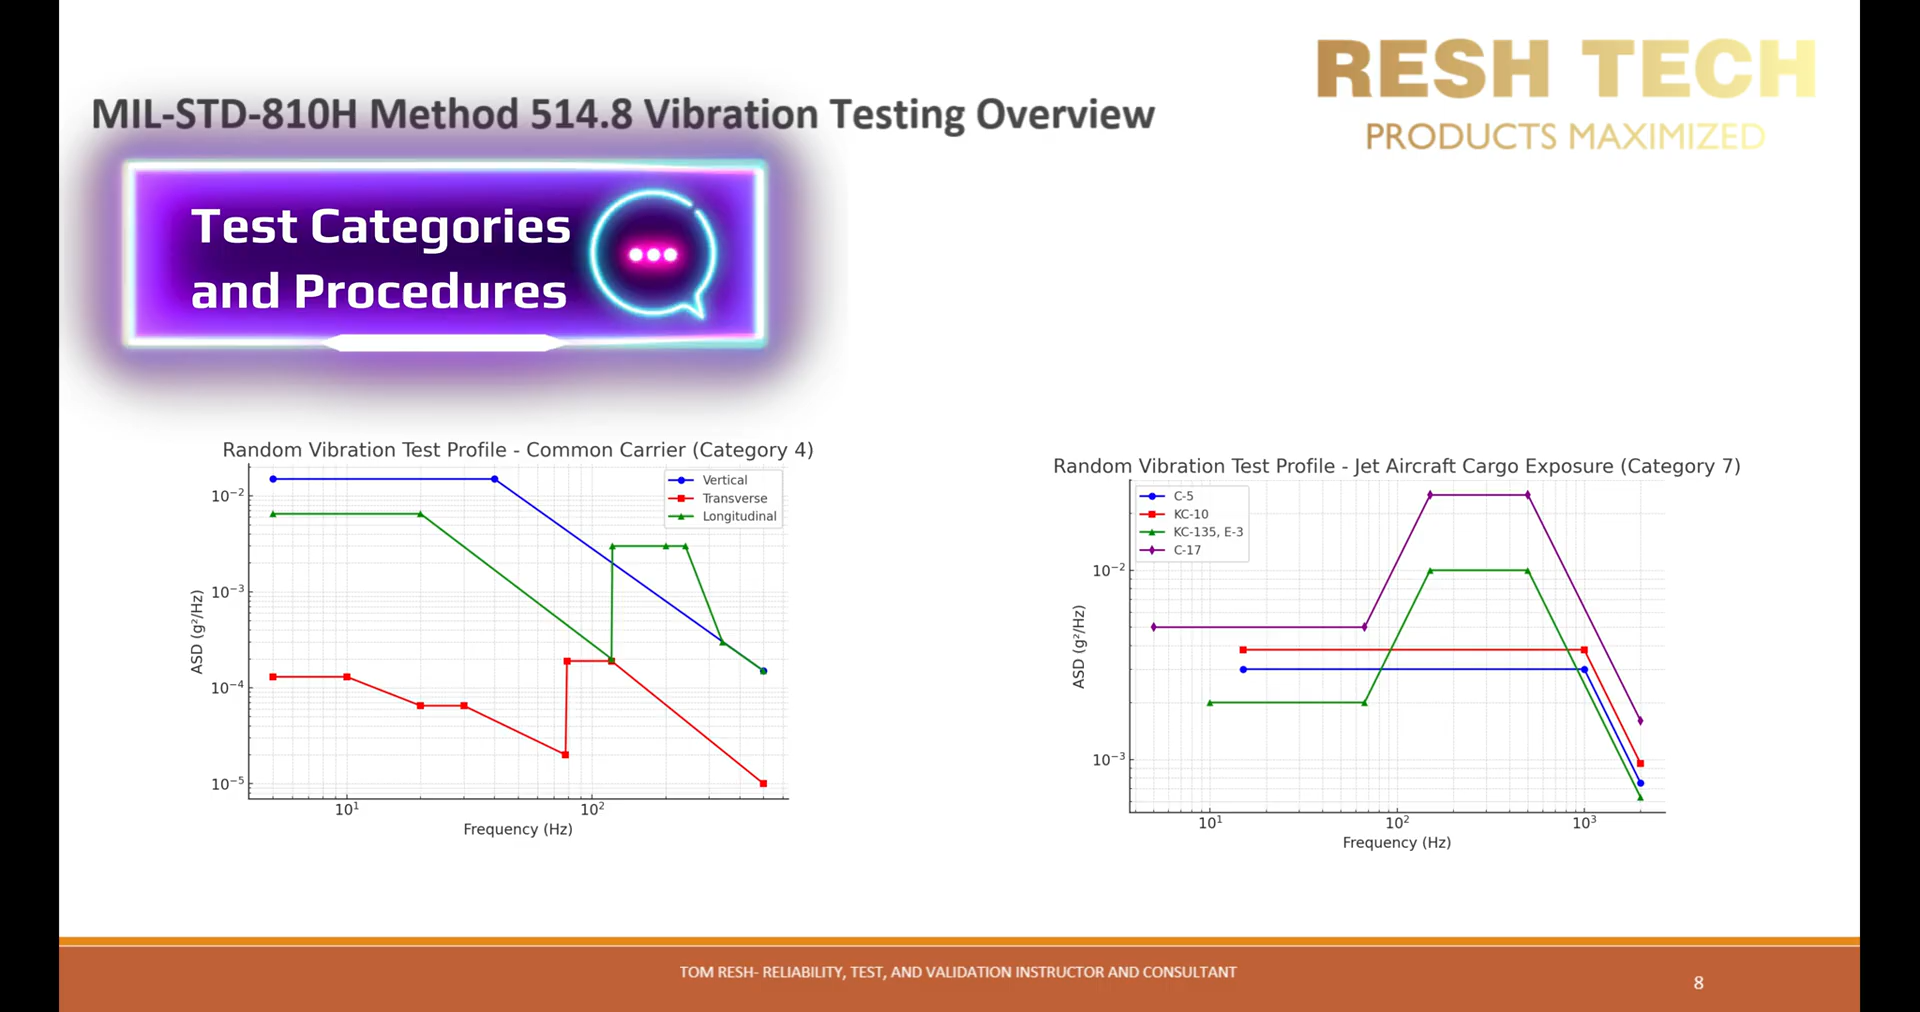 RESH TECH
PRODUCTS MAXIMIZED
MIL-STD-810H Method 514.8 Vibration Testing Overview
Test Categories
and Procedures
Random Vibration Test Profile - Common Carrier (Category 4)
Vertical
Transverse
Longitudinal
10⁻²
10⁻³
10⁻⁴
10⁻⁵
ASD (g²/Hz)
10¹ 10²
Frequency (Hz)
Random Vibration Test Profile - Jet Aircraft Cargo Exposure (Category 7)
C-5
KC-10
KC-135, E-3
C-17
10⁻²
10⁻³
ASD (g²/Hz)
10¹ 10² 10³
Frequency (Hz)
TOM RESH- RELIABILITY, TEST, AND VALIDATION INSTRUCTOR AND CONSULTANT
8